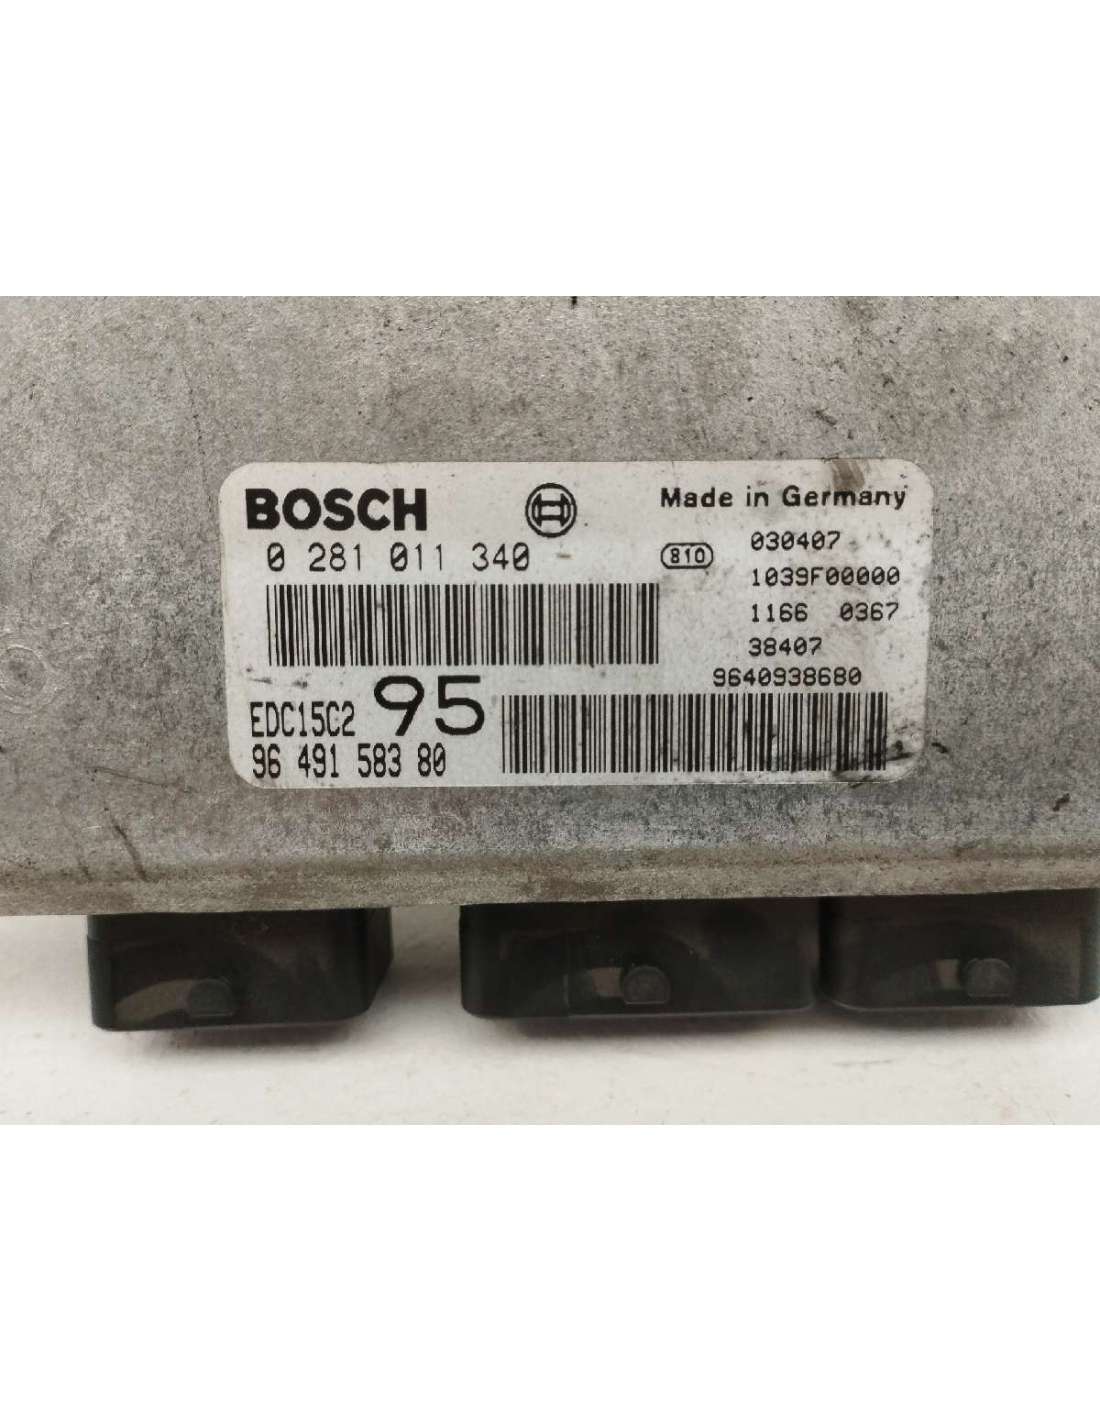 BOSCH
Made in Germany
0 281 011 340
810
030407
1039F00000
1166 0367
38407
9640938680
EDC15C2 95
96 491 583 80